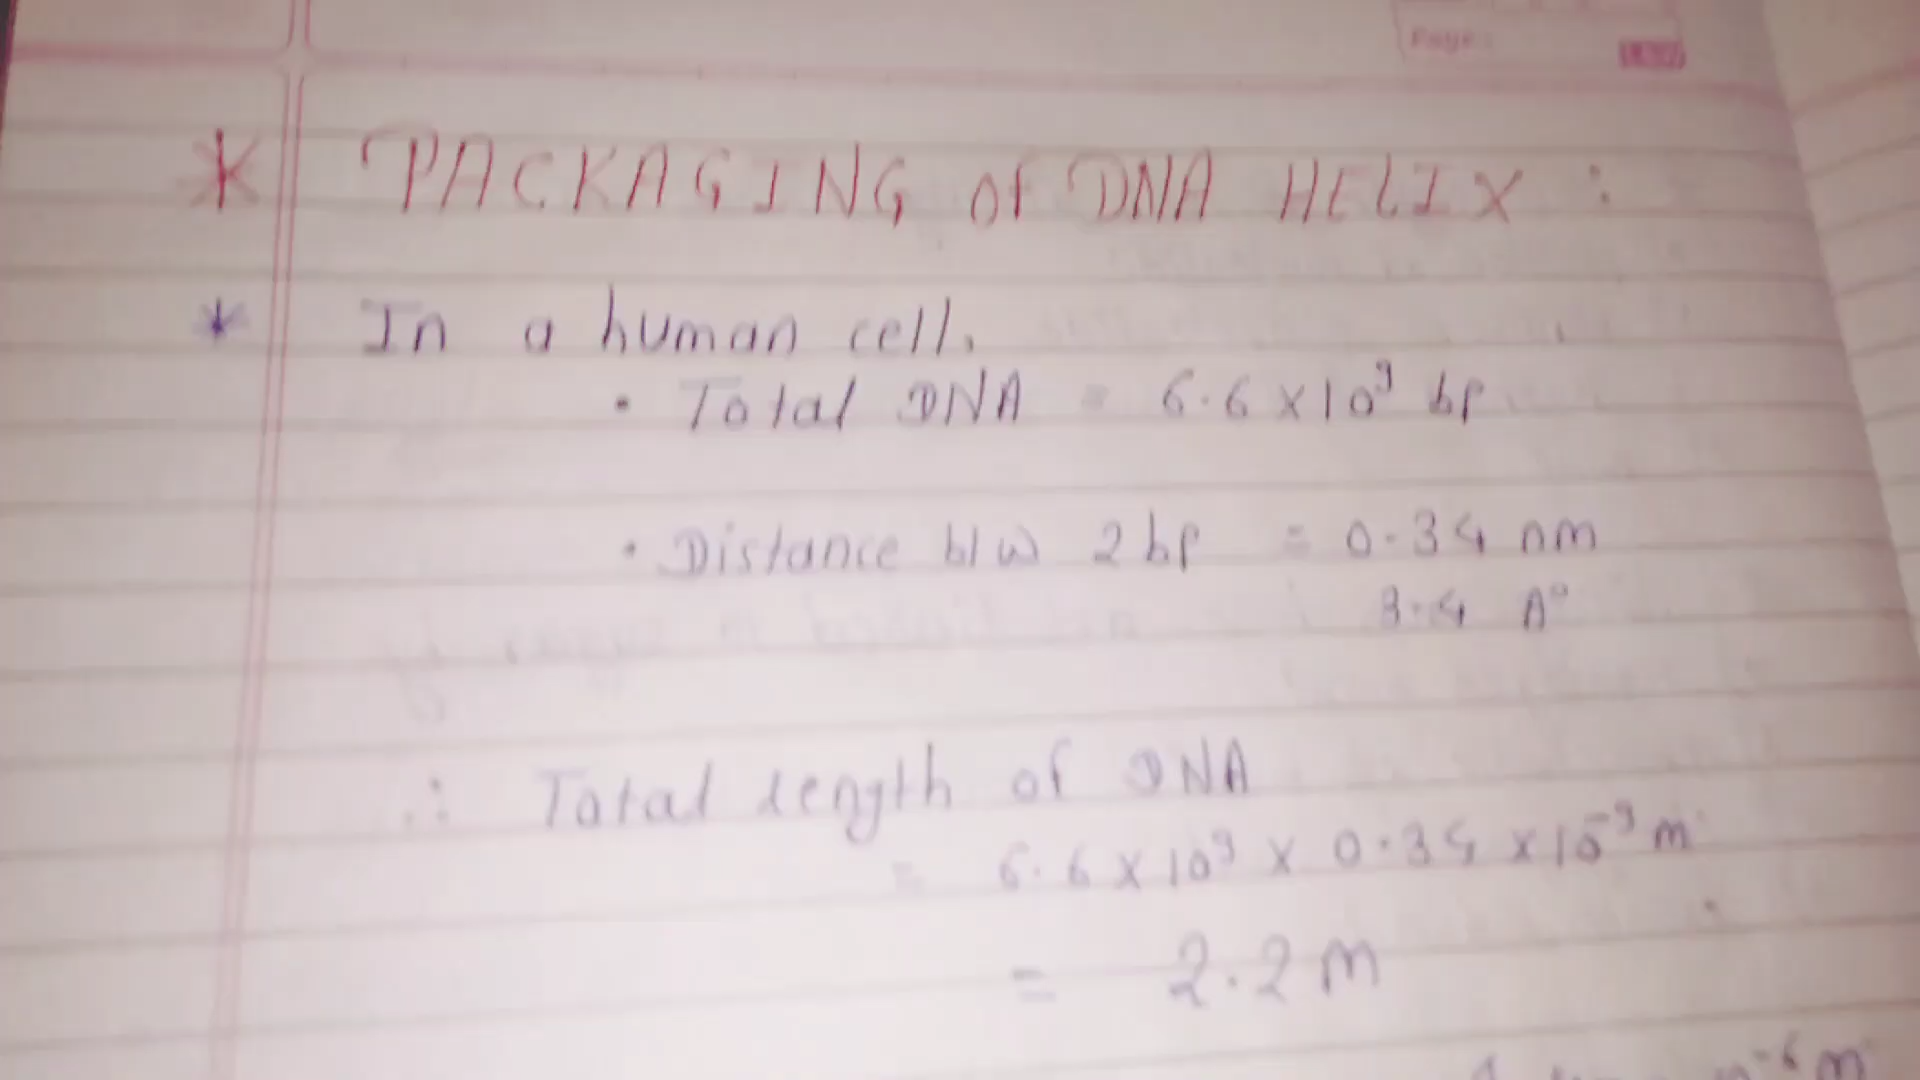 Page:
* PACKAGING of DNA HELIX :
* In a human cell,
• Total DNA = 6.6 x 10⁹ bp
• Distance b/w 2 bp = 0.34 nm
3.4 A°
∴ Total length of DNA
= 6.6 x 10⁹ x 0.34 x 10⁻⁹ m
= 2.2 m